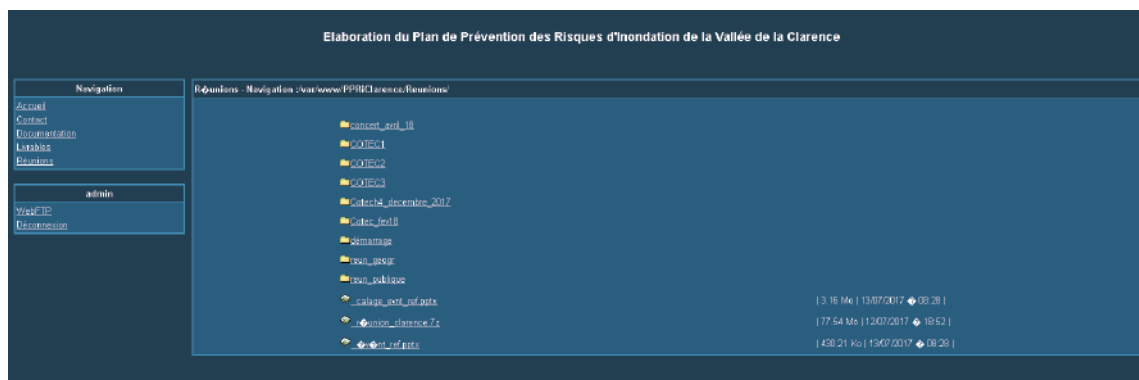 Elaboration du Plan de Prévention des Risques d'Inondation de la Vallée de la Clarence
Navigation
Accueil
Contact
Documentation
Livrables
Réunions
admin
WebFTP
Déconnexion
R�unions - Navigation :/var/www/PPRiClarence/Reunions/
concert_avril_18
COTEC1
COTEC2
COTEC3
Cotech4_decembre_2017
Cotec_fev18
démarrage
reun_geogr
reun_publique
_calage_evnt_ref.pptx | 3.16 Mo | 13/07/2017 � 08:28 |
_r�union_clarence.7z | 77.54 Mo | 12/07/2017 � 18:52 |
_�v�nt_ref.pptx | 430.21 Ko | 13/07/2017 � 08:28 |